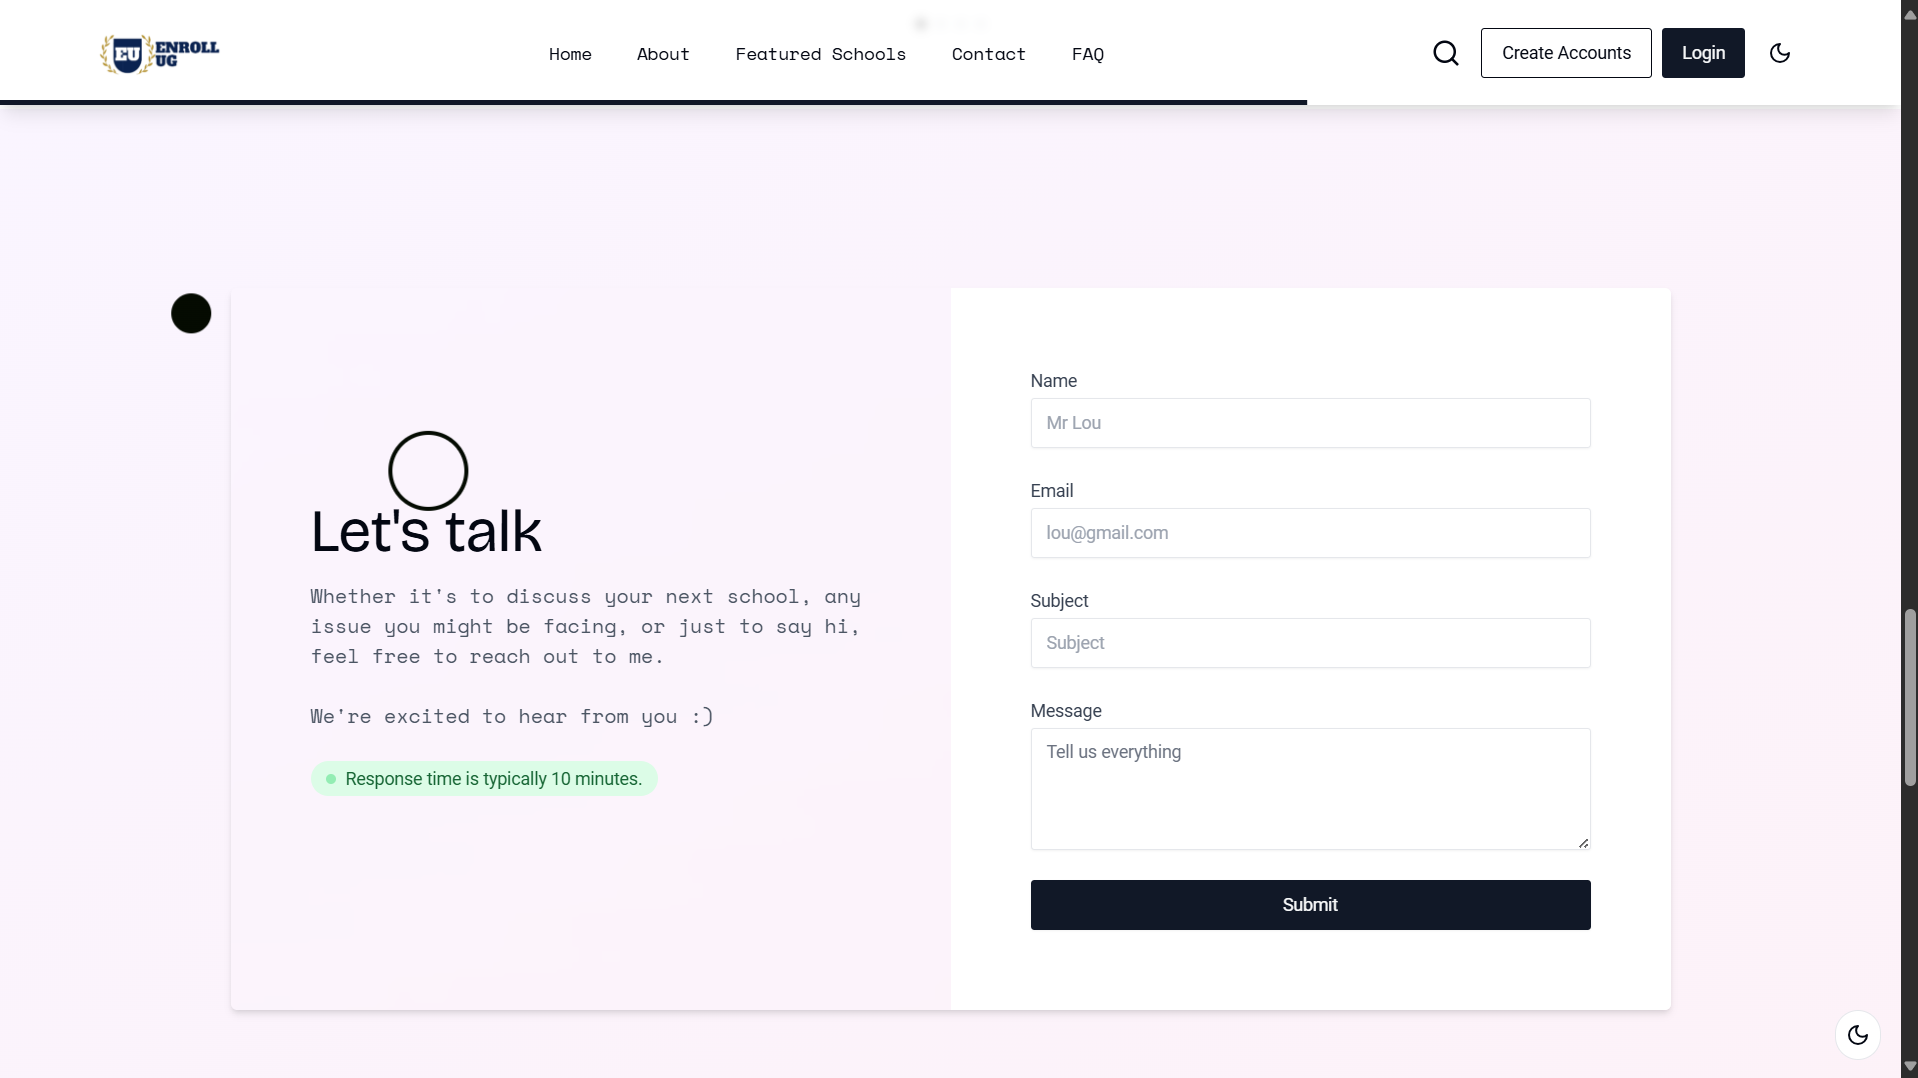 EU ENROLL
UG
Home About Featured Schools Contact FAQ
Create Accounts Login
Let's talk
Whether it's to discuss your next school, any
issue you might be facing, or just to say hi,
feel free to reach out to me.
We're excited to hear from you :)
Response time is typically 10 minutes.
Name
Mr Lou
Email
lou@gmail.com
Subject
Subject
Message
Tell us everything
Submit